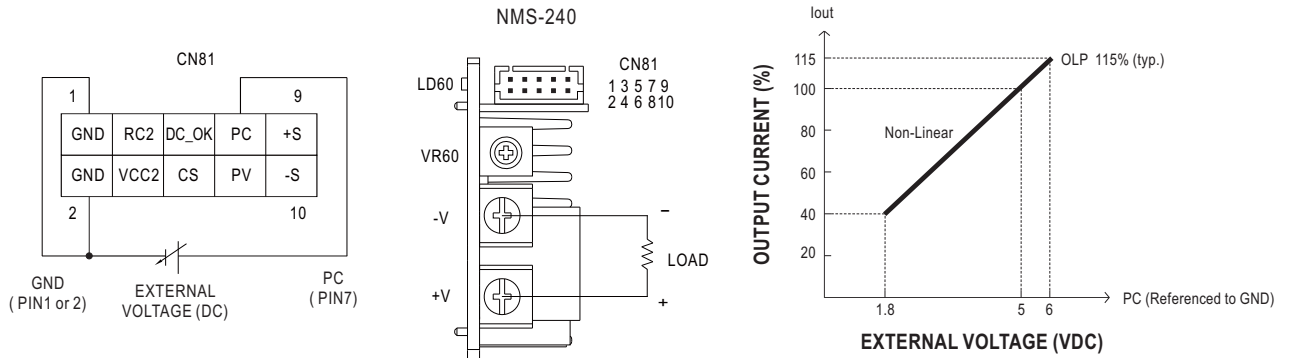 CN81
1
9
GND RC2 DC_OK PC +S
GND VCC2 CS PV -S
2
10
GND
( PIN1 or 2)
EXTERNAL
VOLTAGE (DC)
PC
( PIN7)
NMS-240
LD60
CN81
1 3 5 7 9
2 4 6 8 10
VR60
-V
−
LOAD
+V
+
Iout
OUTPUT CURRENT (%)
115
100
80
60
40
20
OLP 115% (typ.)
Non-Linear
1.8
5
6
PC (Referenced to GND)
EXTERNAL VOLTAGE (VDC)